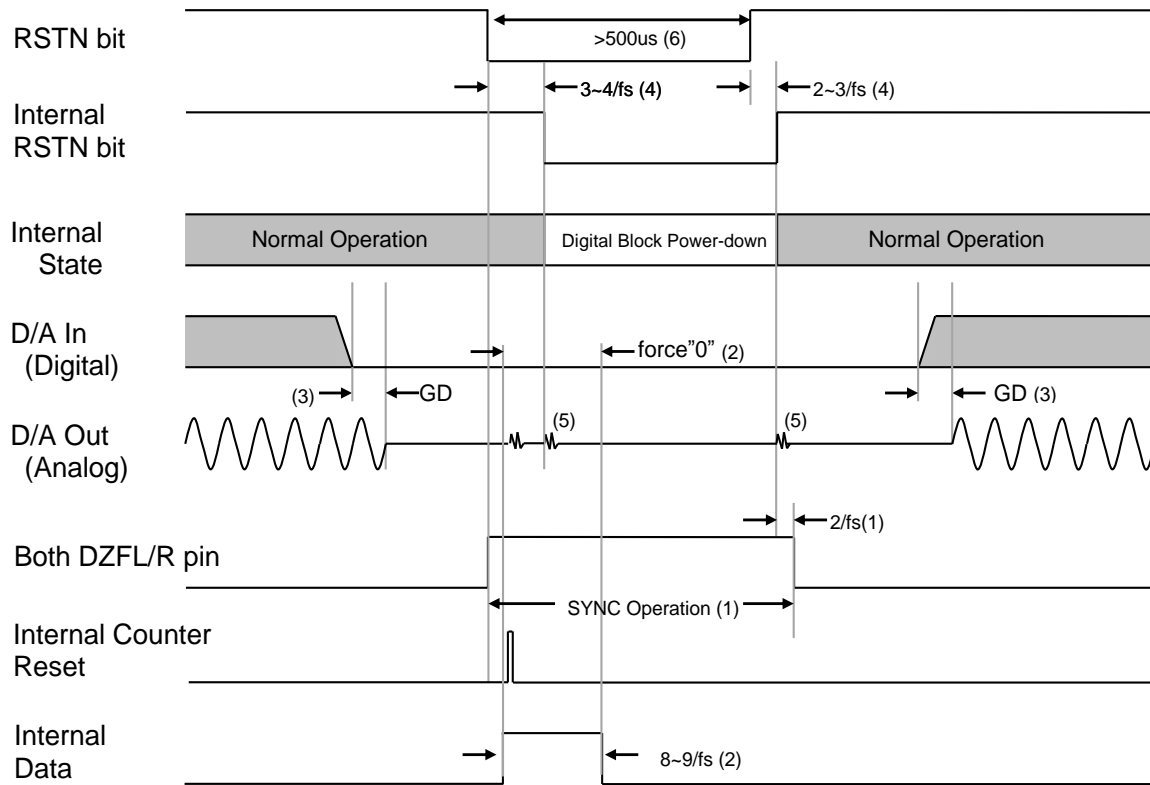 RSTN bit
>500us (6)
3~4/fs (4)
2~3/fs (4)
Internal
RSTN bit
Internal
State
Normal Operation
Digital Block Power-down
Normal Operation
D/A In
(Digital)
force"0" (2)
(3)
GD
GD (3)
D/A Out
(Analog)
(5)
(5)
2/fs(1)
Both DZFL/R pin
SYNC Operation (1)
Internal Counter
Reset
Internal
Data
8~9/fs (2)